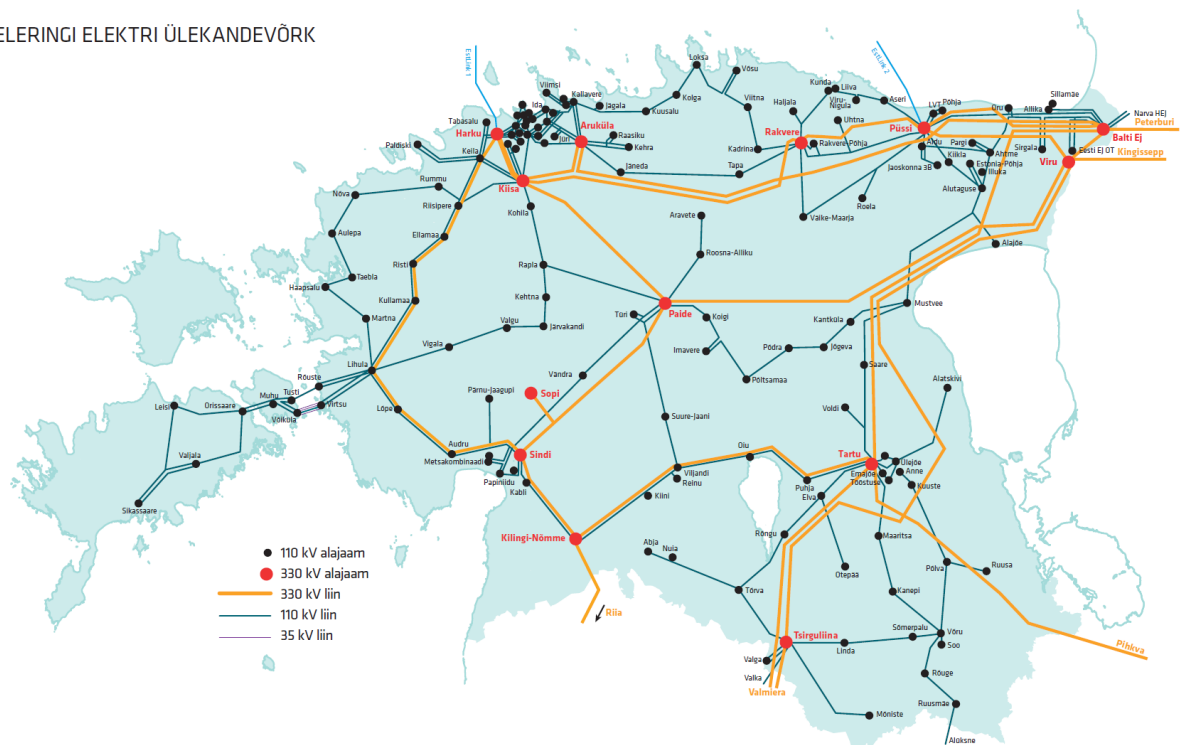 ELERINGI ELEKTRI ÜLEKANDEVÕRK
EstLink 1
EstLink 2
Loksa
Võsu
Viimsi
Kallavere
Ida
Jägala
Kolga
Kuusalu
Viitna
Kunda
Liiva
Viru-
Nigula
Aseri
Haljala
Uhtna
LVT
Põhja
Oru
Allika
Sillamäe
Narva HEJ
Peterburi
Balti Ej
Tabasalu
Harku
Aruküla
Raasiku
Rakvere
Püssi
Paldiski
Keila
Jüri
Kehra
Kadrina
Rakvere-Põhja
Aidu
Pargi
Sirgala
Eesti EJ OT
Kingissepp
Ahtme
Kiikla
Estonia-Põhja
Viru
Janeda
Tapa
Jaoskonna 3B
Illuka
Rummu
Kiisa
Alutaguse
Nõva
Riisipere
Kohila
Roela
Aravete
Väike-Maarja
Aulepa
Ellamaa
Alajõe
Roosna-Alliku
Risti
Rapla
Taebla
Haapsalu
Kullamaa
Kehtna
Mustvee
Martna
Türi
Paide
Kolgi
Kantküla
Valgu
Järvakandi
Vigala
Imavere
Põdra
Jõgeva
Lihula
Saare
Rõuste
Vändra
Põltsamaa
Alatskivi
Pärnu-Jaagupi
Sopi
Muhu
Tusti
Leisi
Orissaare
Virtsu
Lõpe
Võiküla
Voldi
Suure-Jaani
Audru
Oiu
Valjala
Sindi
Tartu
Metsakombinaadi
Ülejõe
Viljandi
Anne
Emajõe
Papiniidu
Reinu
Tööstuse
Puhja
Kuuste
Kabli
Elva
Kiini
Sikassaare
Kilingi-Nõmme
Rõngu
Maaritsa
Abja
Nuia
110 kV alajaam
330 kV alajaam
330 kV liin
110 kV liin
35 kV liin
Otepää
Põlva
Ruusa
Tõrva
Kanepi
Riia
Sõmerpalu
Võru
Tsirguliina
Soo
Linda
Pihkva
Valga
Rõuge
Valka
Valmiera
Ruusmäe
Mõniste
Aluksne